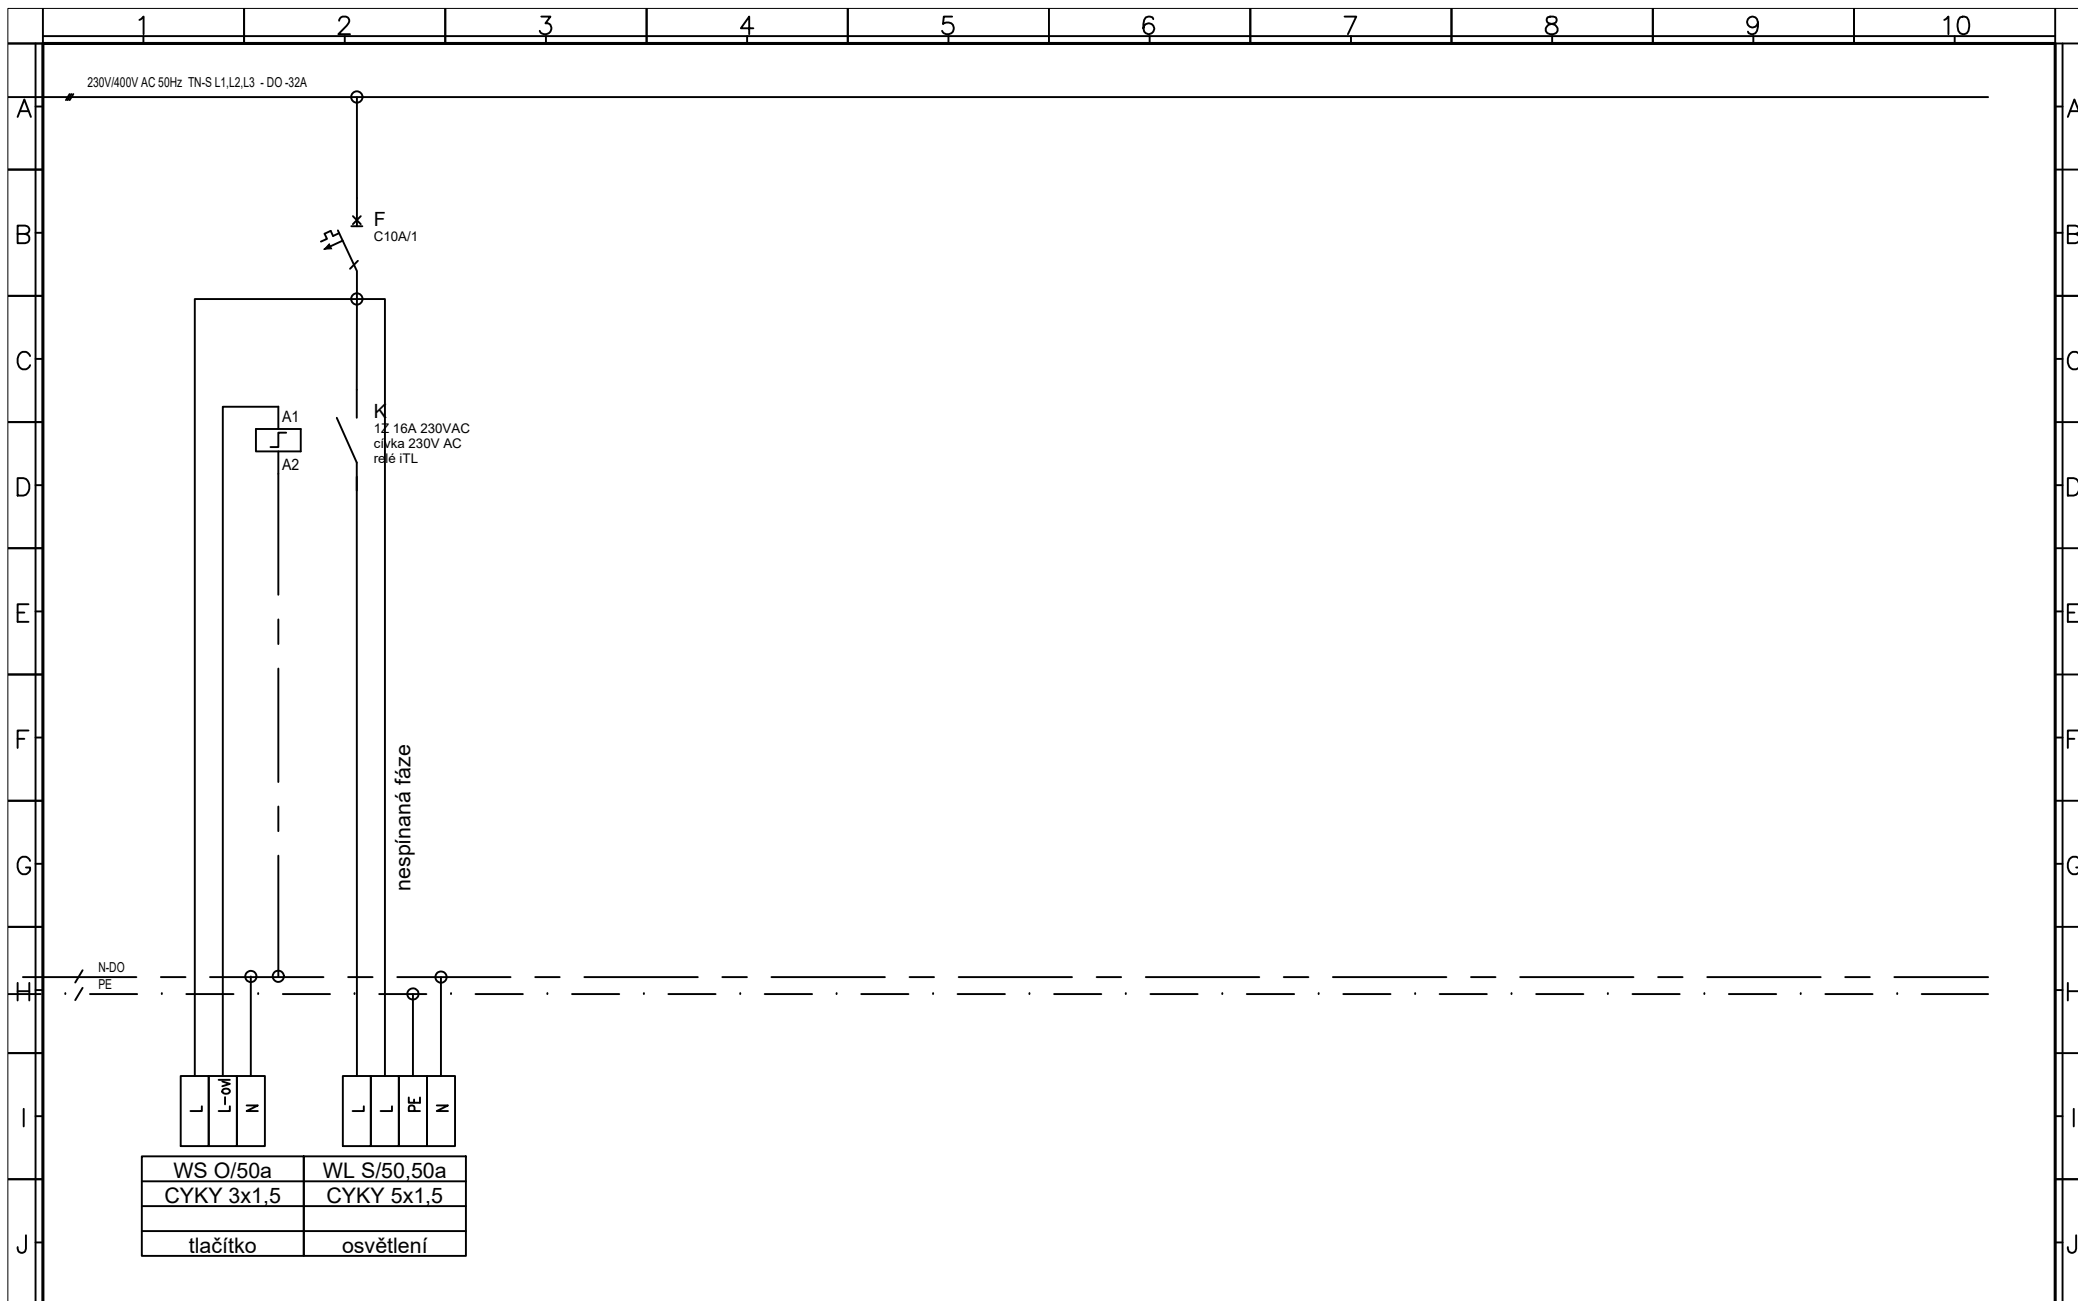 1 2 3 4 5 6 7 8 9 10
230V/400V AC 50Hz TN-S L1,L2,L3 - DO -32A
A A
F
B B
C10A/1
C C
K
A1
1Z 16A 230VAC
cívka 230V AC
relé iTL
A2
D D
E E
F F
nespínaná fáze
G G
N-DO
PE
H H
L L-ovl N L L PE N
I I
WS O/50a WL S/50,50a
CYKY 3x1,5 CYKY 5x1,5
tlačítko osvětlení
J J